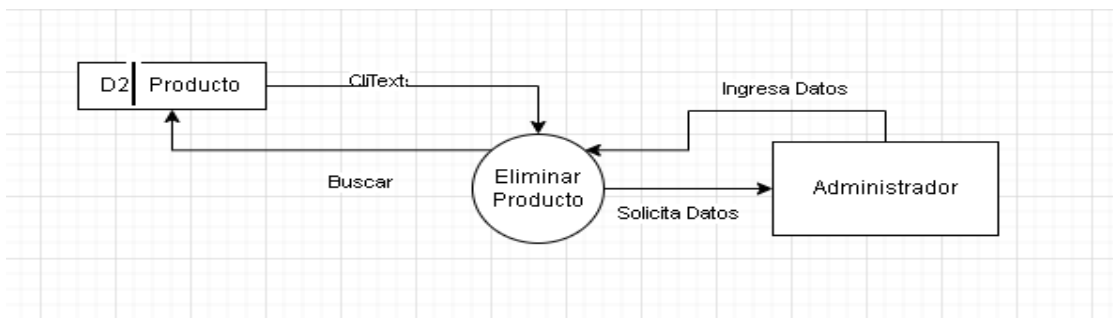 D2 Producto
CliText:
Ingresa Datos
Buscar
Eliminar
Producto
Solicita Datos
Administrador